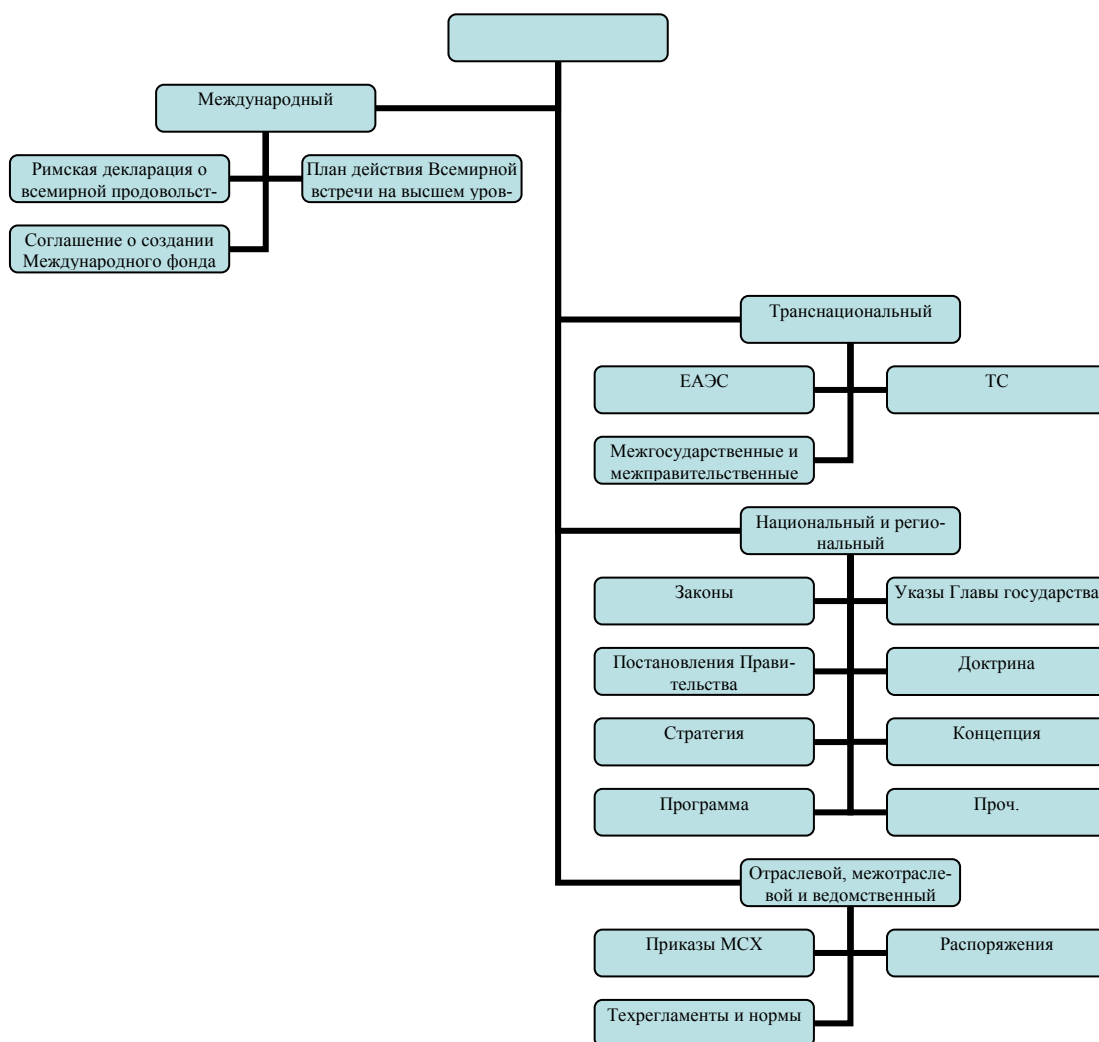 Международный
Римская декларация о
всемирной продовольст-
План действия Всемирной
встречи на высшем уров-
Соглашение о создании
Международного фонда
Транснациональный
ЕАЭС
ТС
Межгосударственные и
межправительственные
Национальный и регио-
нальный
Законы
Указы Главы государства
Постановления Прави-
тельства
Доктрина
Стратегия
Концепция
Программа
Проч.
Отраслевой, межотрасле-
вой и ведомственный
Приказы МСХ
Распоряжения
Техрегламенты и нормы